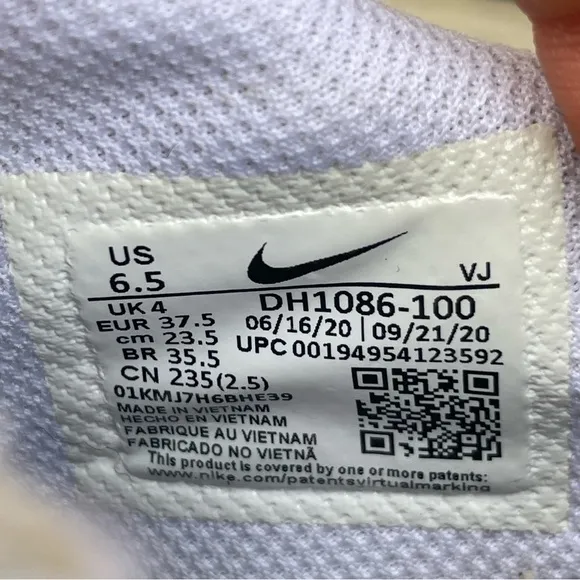 US
6.5
VJ
UK 4
EUR 37.5
cm 23.5
BR 35.5
CN 235(2.5)
DH1086-100
06/16/20 | 09/21/20
UPC 00194954123592
01KMJ7H6BHE39
MADE IN VIETNAM
HECHO EN VIETNAM
FABRIQUE AU VIETNAM
FABRICADO NO VIETNÃ
This product is covered by one or more patents:
www.nike.com/patentsvirtualmarking